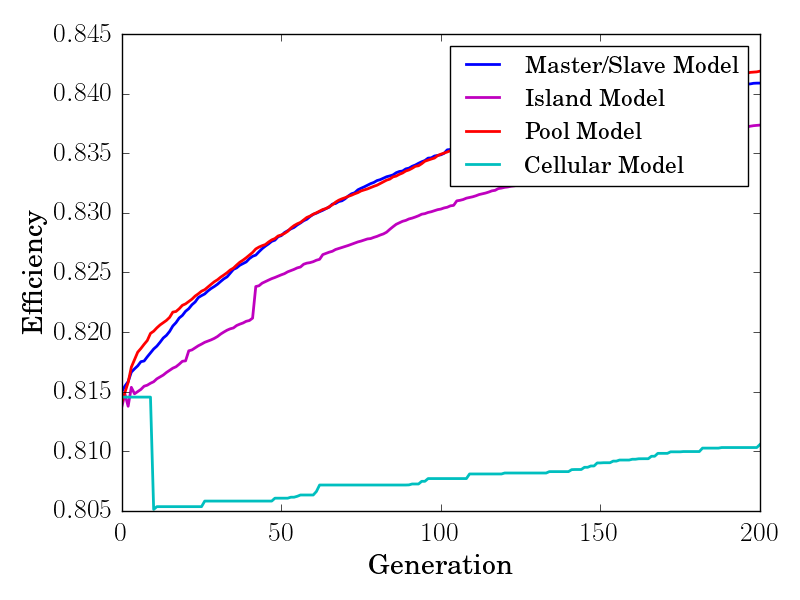 0.845
0.840
0.835
0.830
0.825
0.820
0.815
0.810
0.805
Efficiency
Master/Slave Model
Island Model
Pool Model
Cellular Model
0 50 100 150 200
Generation